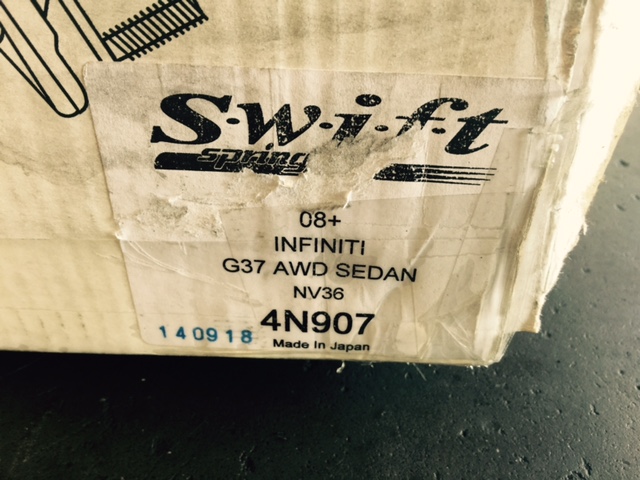 S·w·i·f·t
spring
08+
INFINITI
G37 AWD SEDAN
NV36
140918 4N907
Made In Japan